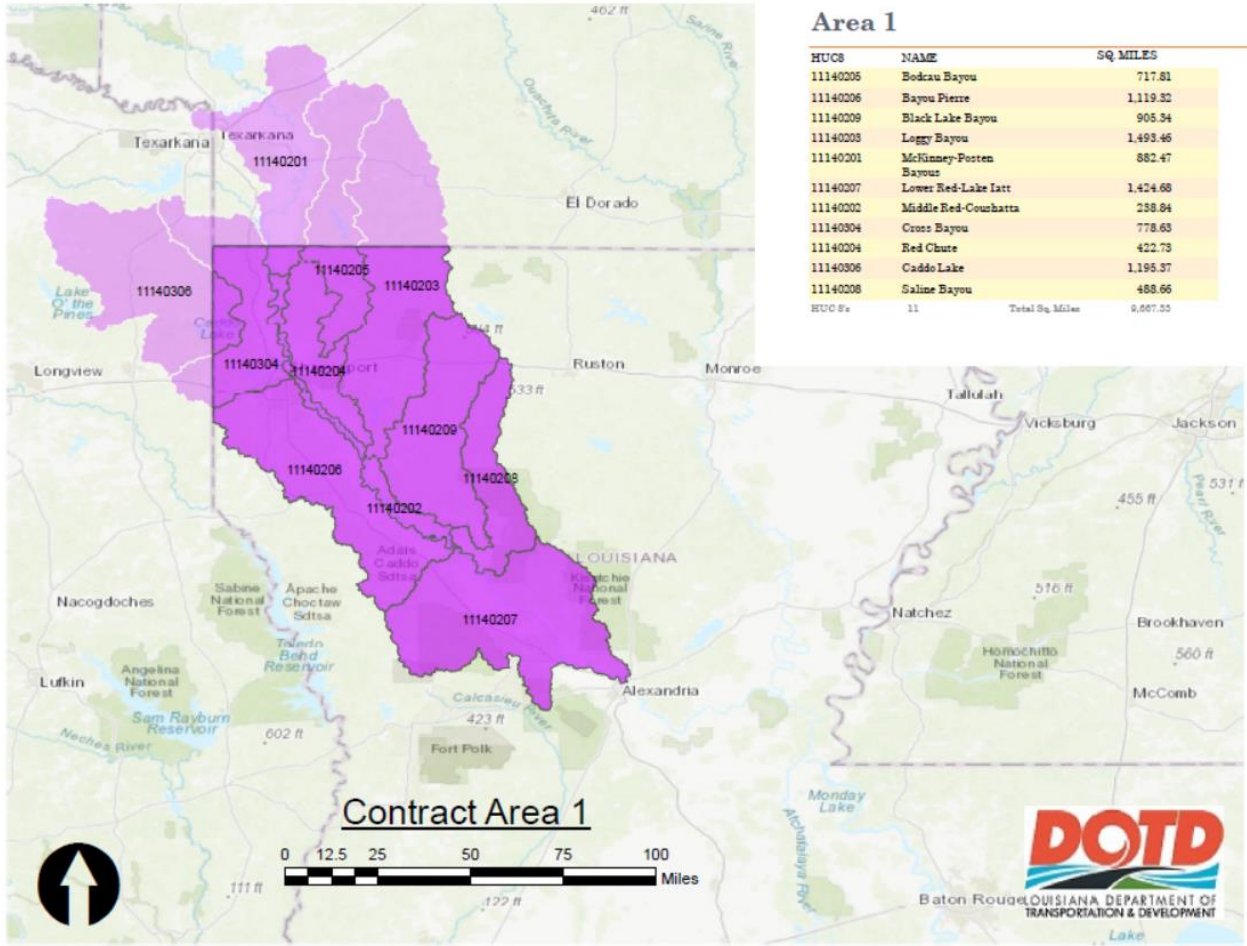 462 ft
Sabine River
Ouachita River
Texarkana
Texarkana
11140201
El Dorado
11140205
11140203
11140306
Lake
O' the
Pines
Caddo
Lake
11140304
11140204
port
Longview
Ruston
Monroe
533 ft
Tallulah
Vicksburg
Jackson
Pearl River
531 f
455 ft
11140209
11140206
11140208
11140202
Adais
Caddo
Sdtsa
LOUISIANA
Kisatchie
National
Forest
Sabine
National
Forest
Apache
Choctaw
Sdtsa
Nacogdoches
11140207
516 ft
Natchez
Brookhaven
Toledo
Bend
Reservoir
Homochitto
National
Forest
560 ft
Angelina
National
Forest
Lufkin
Alexandria
McComb
Calcasieu River
Sam Rayburn
Reservoir
423 ft
602 ft
Neches River
Fort Polk
Monday
Lake
Atchafalaya River
111 ft
122 ft
Baton Rouge
Lake
Area 1
HUC8 NAME SQ. MILES
11140205 Bodcau Bayou 717.81
11140206 Bayou Pierre 1,119.32
11140209 Black Lake Bayou 905.34
11140203 Loggy Bayou 1,493.46
11140201 McKinney-Posten 882.47
Bayous
11140207 Lower Red-Lake Iatt 1,424.68
11140202 Middle Red-Coushatta 238.84
11140304 Cross Bayou 778.63
11140204 Red Chute 422.73
11140306 Caddo Lake 1,195.37
11140208 Saline Bayou 488.66
HUC 8's 11 Total Sq. Miles 9,667.33
Contract Area 1
0 12.5 25 50 75 100
Miles
DOTD
LOUISIANA DEPARTMENT OF
TRANSPORTATION & DEVELOPMENT